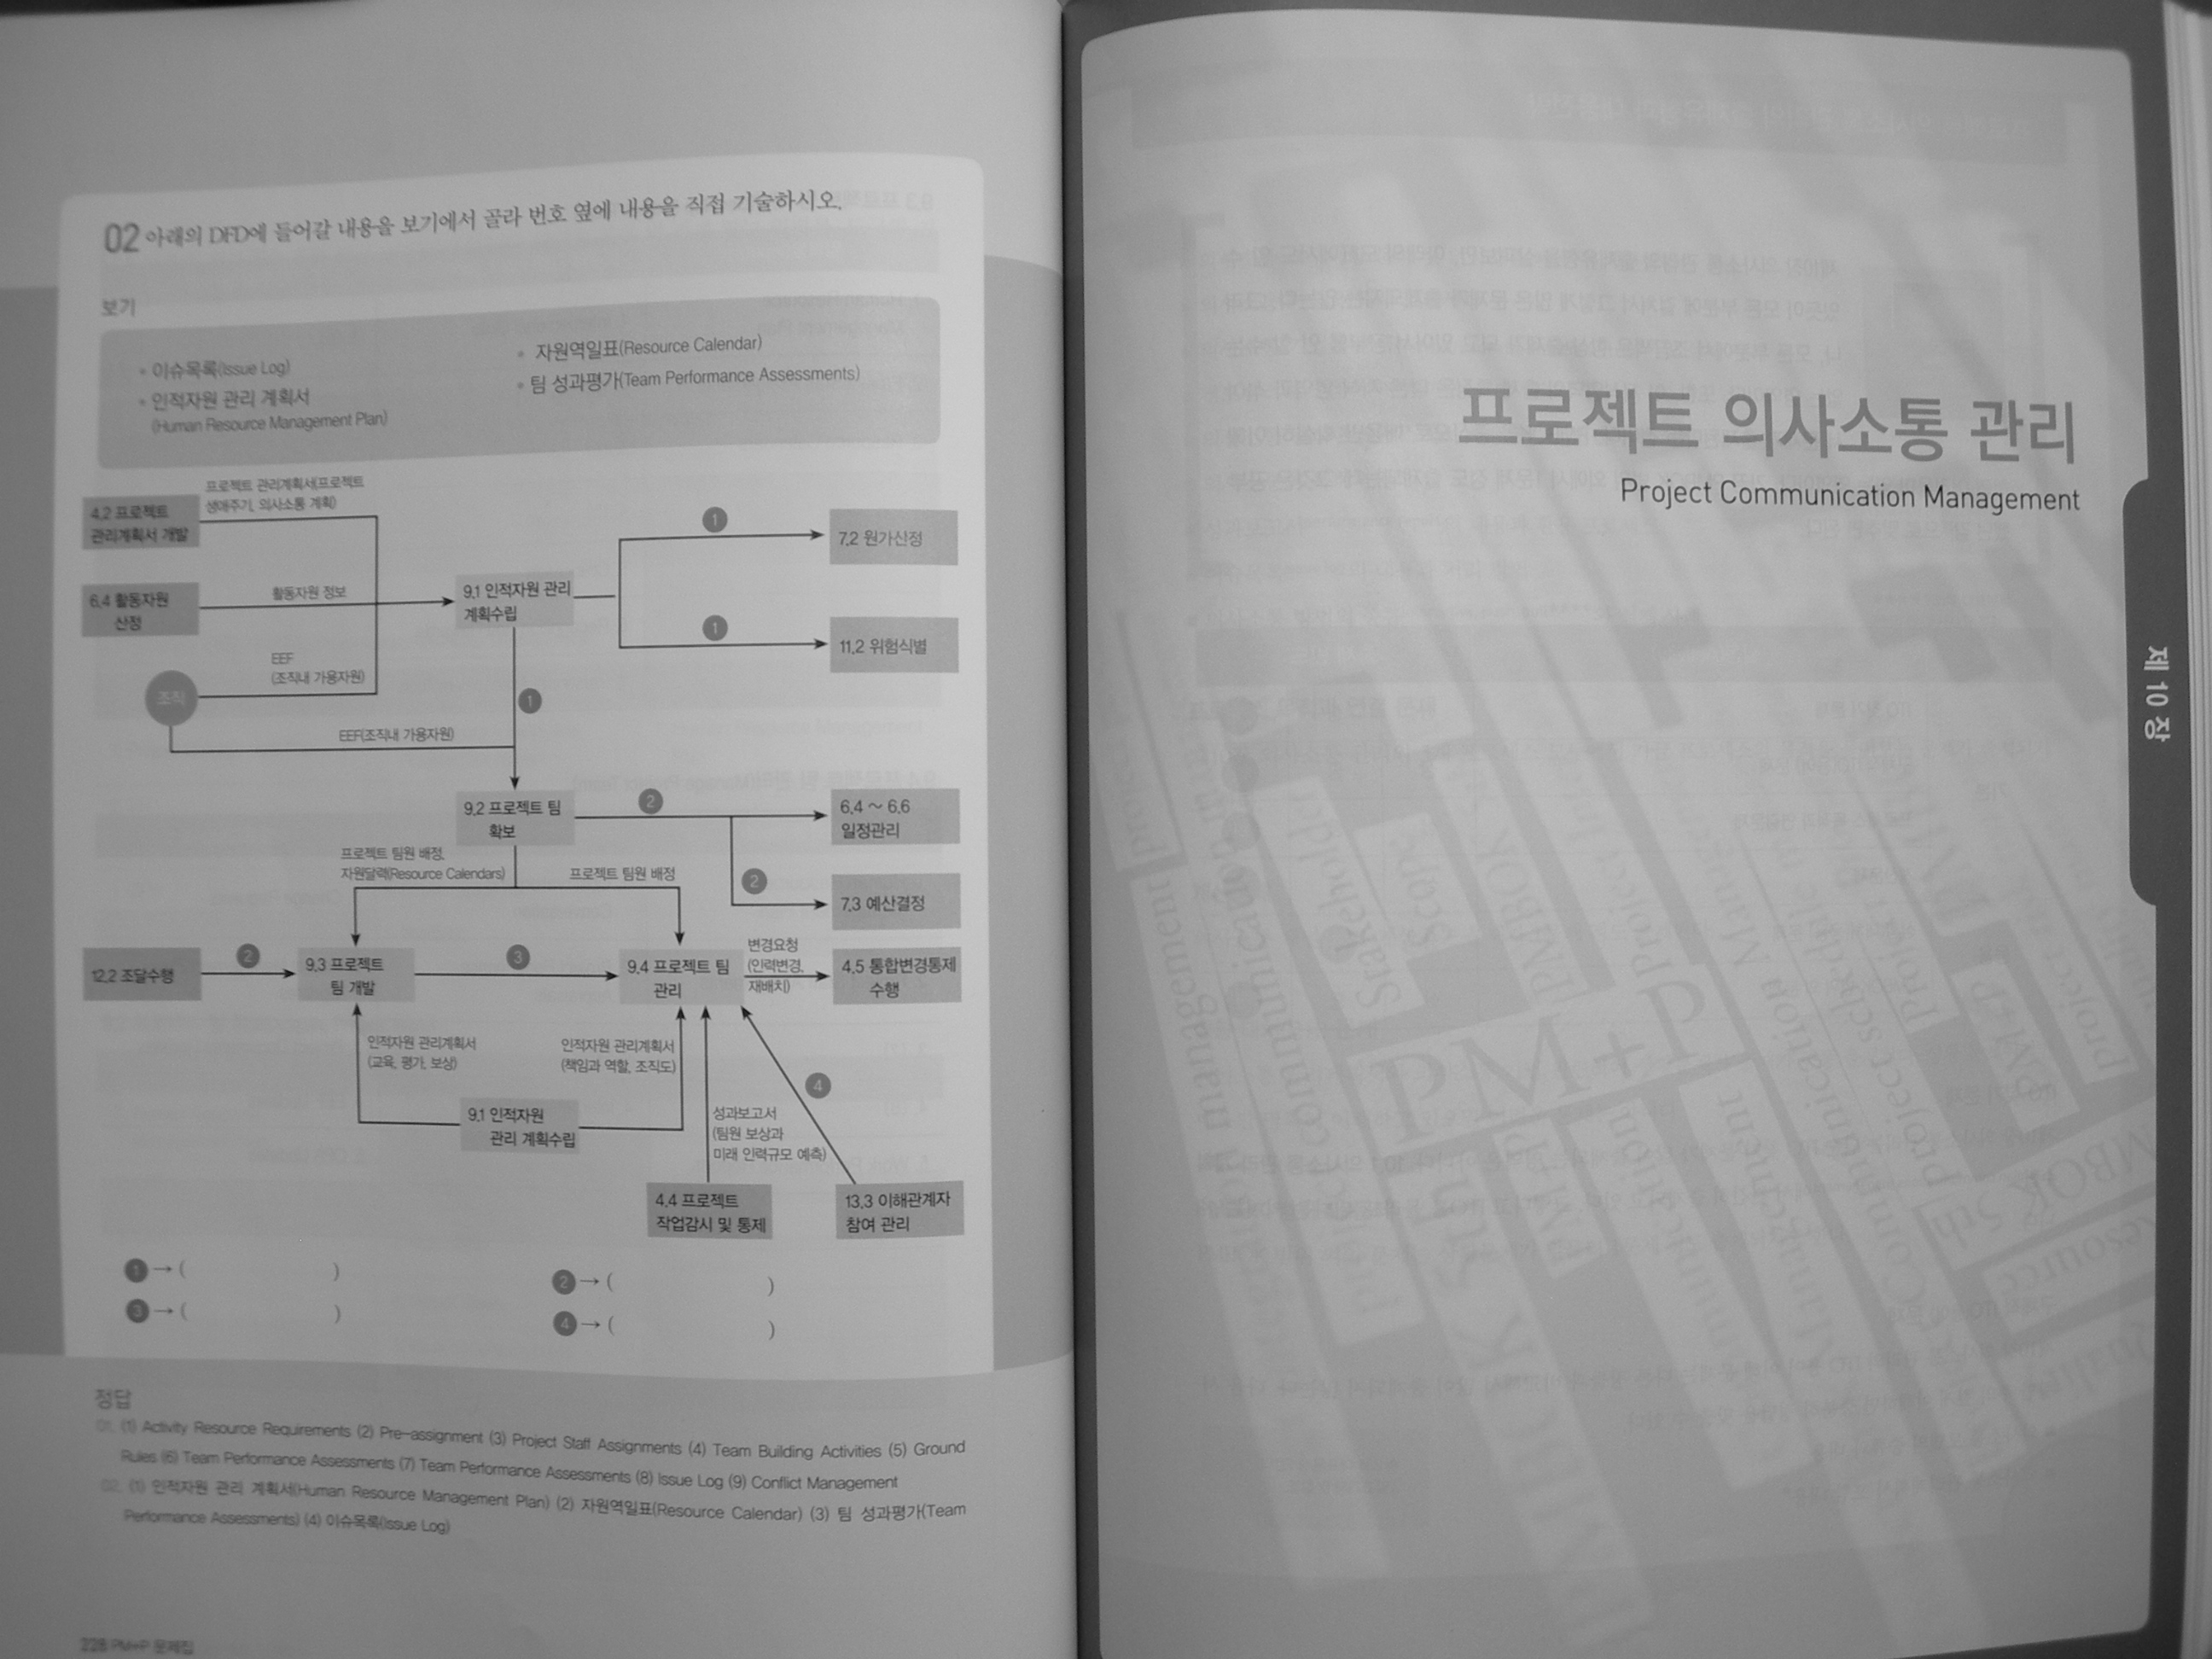 02 아래의 DFD에 들어갈 내용을 보기에서 골라 번호 옆에 내용을 직접 기술하시오.
보기
• 이슈목록(Issue Log)
• 인적자원 관리 계획서
(Human Resource Management Plan)
• 자원역일표(Resource Calendar)
• 팀 성과평가(Team Performance Assessments)
4.2 프로젝트
관리계획서 개발
프로젝트 관리계획서(프로젝트
생애주기, 의사소통 계획)
6.4 활동자원
산정
활동자원 정보
조직
EEF
(조직내 가용자원)
EEF(조직내 가용자원)
9.1 인적자원 관리
계획수립
1
7.2 원가산정
1
11.2 위험식별
1
9.2 프로젝트 팀
확보
2
6.4 ~ 6.6
일정관리
2
7.3 예산결정
프로젝트 팀원 배정,
자원달력(Resource Calendars)
프로젝트 팀원 배정
12.2 조달수행
2
9.3 프로젝트
팀 개발
3
9.4 프로젝트 팀
관리
변경요청
(인력변경,
재배치)
4.5 통합변경통제
수행
인적자원 관리계획서
(교육, 평가, 보상)
인적자원 관리계획서
(책임과 역할, 조직도)
4
9.1 인적자원
관리 계획수립
성과보고서
(팀원 보상과
미래 인력규모 예측)
4.4 프로젝트
작업감시 및 통제
13.3 이해관계자
참여 관리
1 → ( )
2 → ( )
3 → ( )
4 → ( )
정답
01. (1) Activity Resource Requirements (2) Pre-assignment (3) Project Staff Assignments (4) Team Building Activities (5) Ground
Rules (6) Team Performance Assessments (7) Team Performance Assessments (8) Issue Log (9) Conflict Management
02. (1) 인적자원 관리 계획서(Human Resource Management Plan) (2) 자원역일표(Resource Calendar) (3) 팀 성과평가(Team
Performance Assessments) (4) 이슈목록(Issue Log)
228 PM+P 문제집
프로젝트 의사소통 관리
Project Communication Management
제 10 장
PM+P